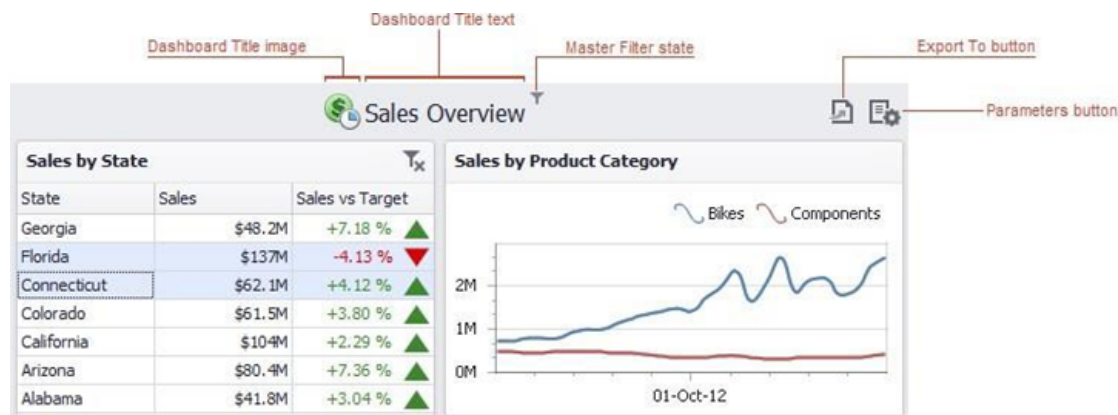 Dashboard Title text
Dashboard Title image
Master Filter state
Export To button
Sales Overview
Parameters button
Sales by State
State Sales Sales vs Target
Georgia $48.2M +7.18 %
Florida $137M -4.13 %
Connecticut $62.1M +4.12 %
Colorado $61.5M +3.80 %
California $104M +2.29 %
Arizona $80.4M +7.36 %
Alabama $41.8M +3.04 %
Sales by Product Category
Bikes Components
2M
1M
0M
01-Oct-12